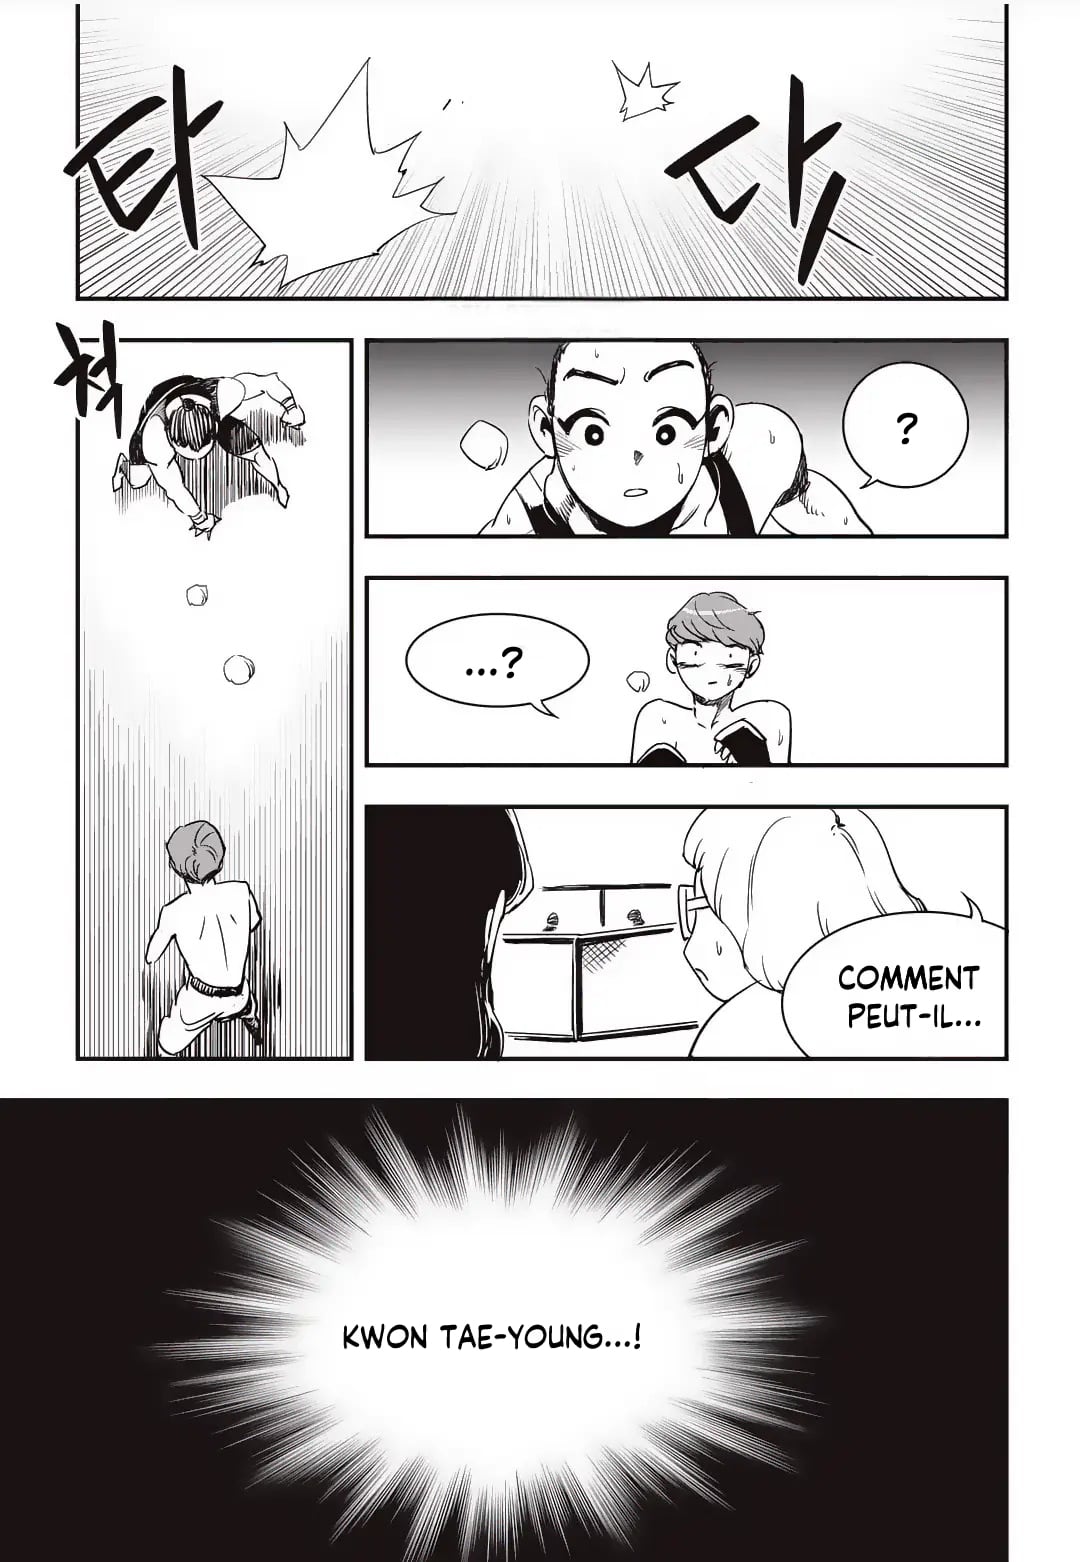 타
닥
척
?
...?
COMMENT
PEUT-IL...
KWON TAE-YOUNG...!